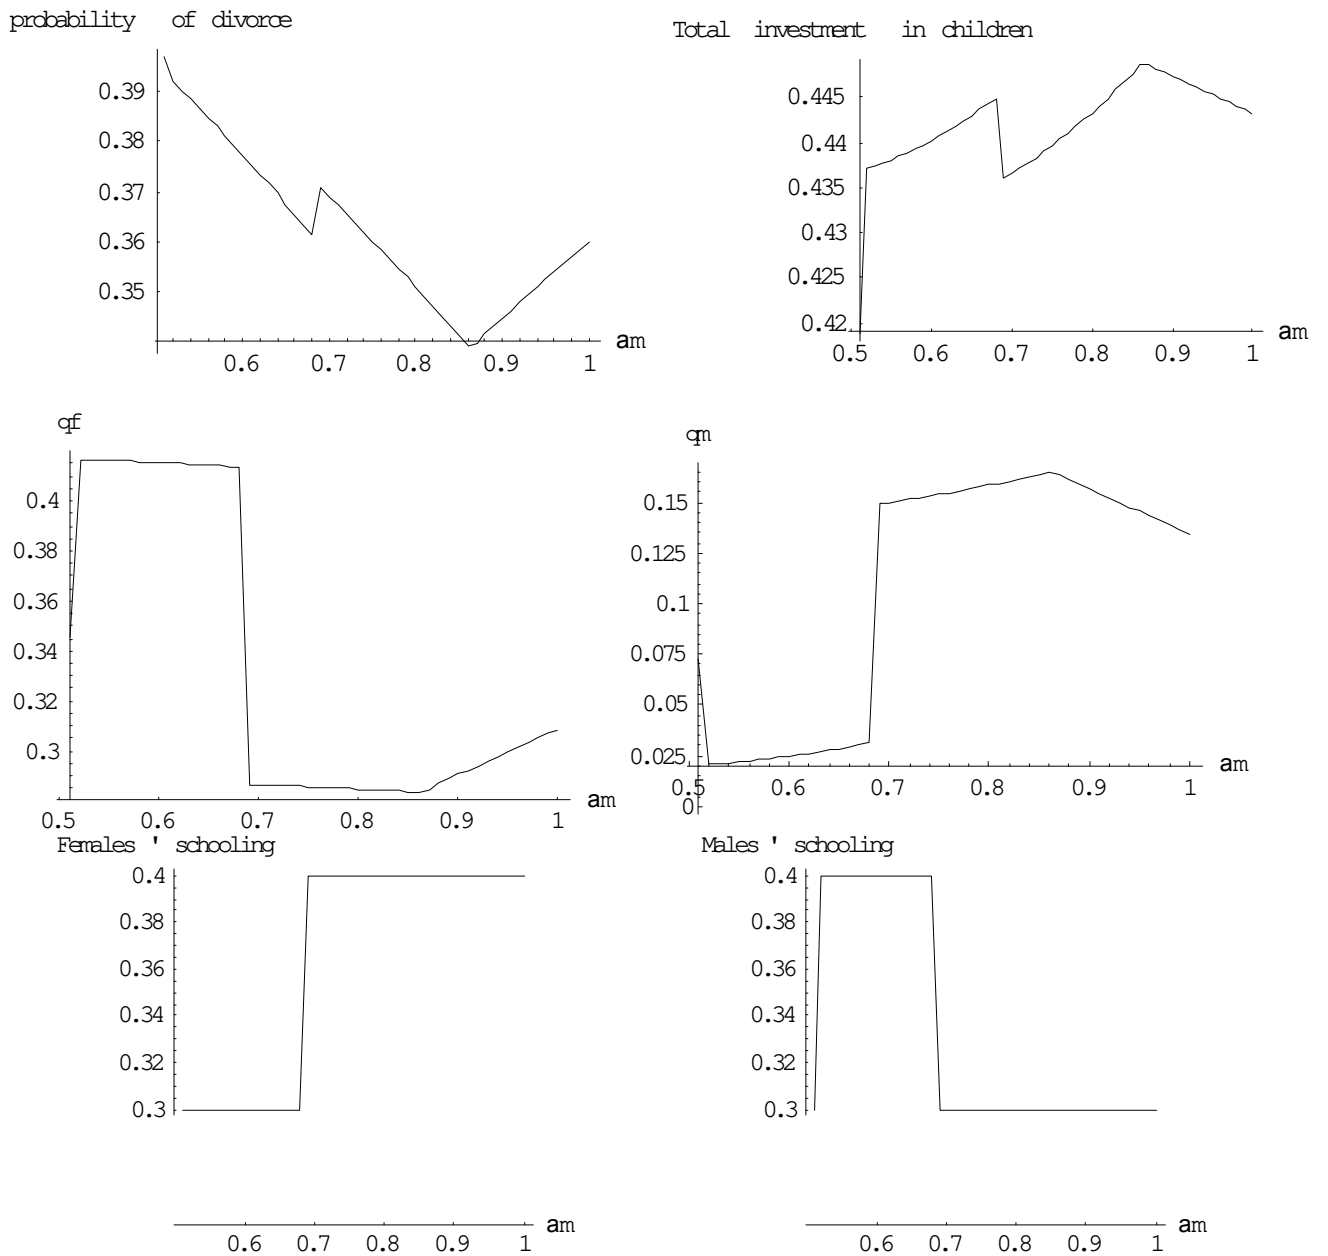 probability of divorce
0.39
0.38
0.37
0.36
0.35
0.6 0.7 0.8 0.9 1
am
Total investment in children
0.445
0.44
0.435
0.43
0.425
0.42
0.5 0.6 0.7 0.8 0.9 1
am
qf
0.4
0.38
0.36
0.34
0.32
0.3
0.5 0.6 0.7 0.8 0.9 1
am
qm
0.15
0.125
0.1
0.075
0.05
0.025
0
0.5 0.6 0.7 0.8 0.9 1
am
Females ' schooling
0.4
0.38
0.36
0.34
0.32
0.3
0.6 0.7 0.8 0.9 1
am
Males ' schooling
0.4
0.38
0.36
0.34
0.32
0.3
0.6 0.7 0.8 0.9 1
am